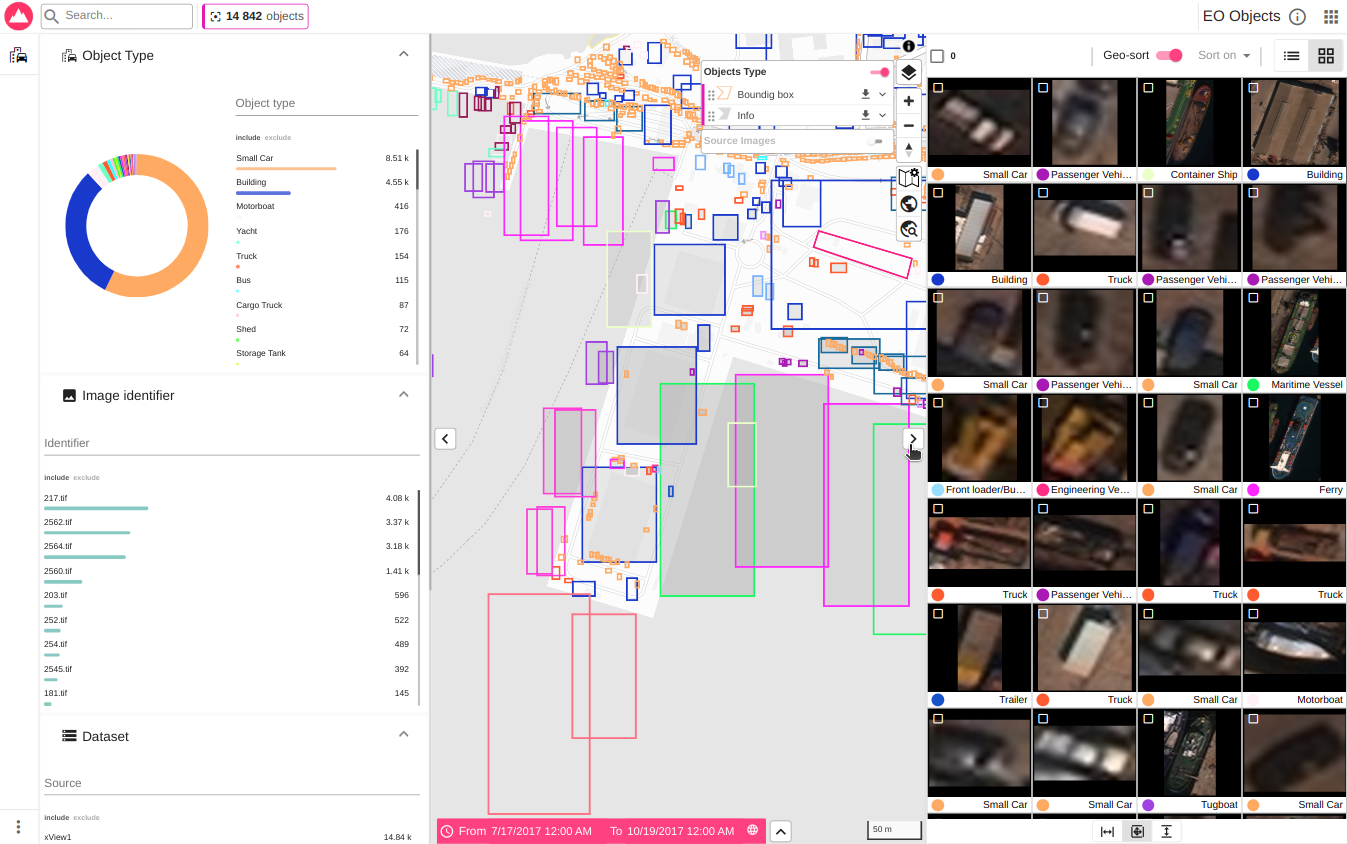 Search...
14 842 objects
EO Objects
Object Type
Object type
include exclude
Small Car 8.51 k
Building 4.55 k
Motorboat 416
Yacht 176
Truck 154
Bus 115
Cargo Truck 87
Shed 72
Storage Tank 64
Image identifier
Identifier
include exclude
217.tif 4.08 k
2562.tif 3.37 k
2564.tif 3.18 k
2560.tif 1.41 k
203.tif 596
252.tif 522
254.tif 489
2545.tif 392
181.tif 145
Dataset
Source
include exclude
xView1 14.84 k
Objects Type
Boundig box
Info
Source Images
From 7/17/2017 12:00 AM To 10/19/2017 12:00 AM
50 m
0
Geo-sort Sort on
Small Car Passenger Vehi... Container Ship Building
Building Truck Passenger Vehi... Passenger Vehi...
Small Car Passenger Vehi... Small Car Maritime Vessel
Front loader/Bu... Engineering Ve... Small Car Ferry
Truck Passenger Vehi... Truck Truck
Trailer Truck Small Car Motorboat
Small Car Small Car Tugboat Small Car